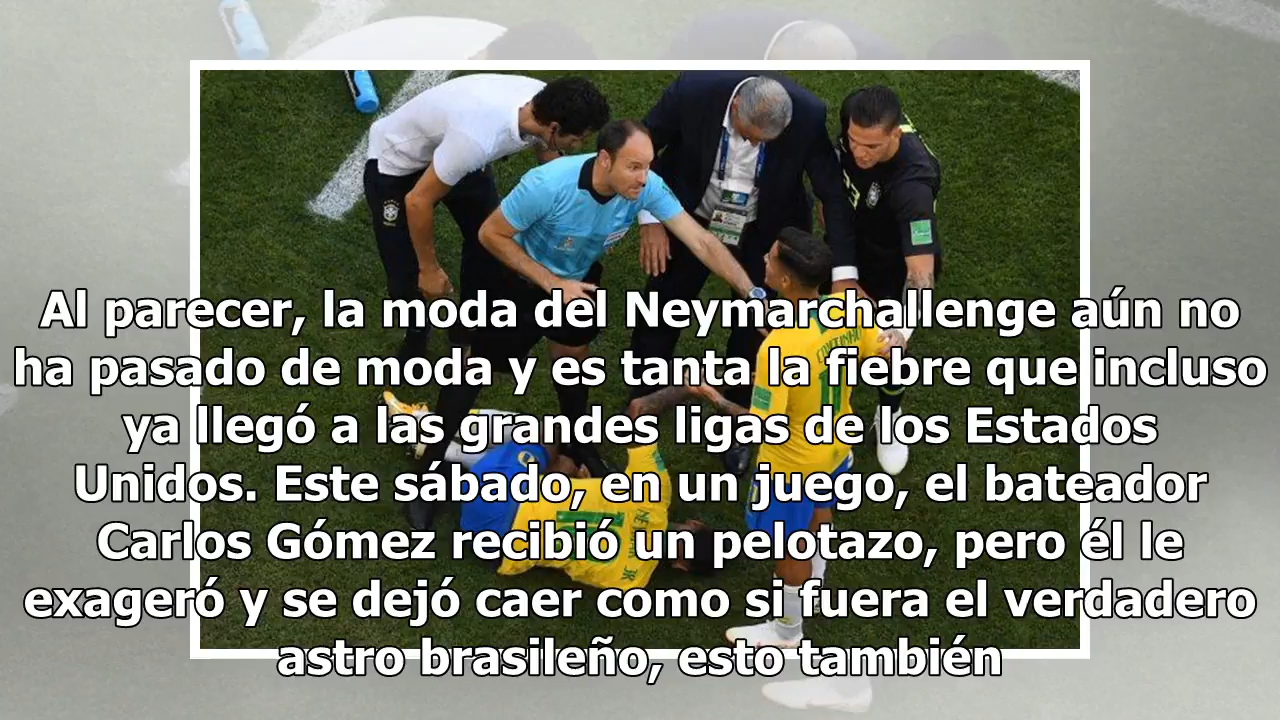 Al parecer, la moda del Neymarchallenge aún no
ha pasado de moda y es tanta la fiebre que incluso
ya llegó a las grandes ligas de los Estados
Unidos. Este sábado, en un juego, el bateador
Carlos Gómez recibió un pelotazo, pero él le
exageró y se dejó caer como si fuera el verdadero
astro brasileño, esto también